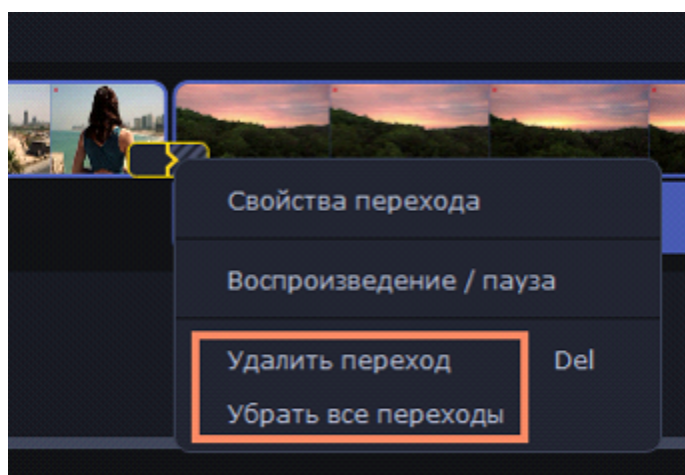 Свойства перехода
Воспроизведение / пауза
Удалить переход Del
Убрать все переходы